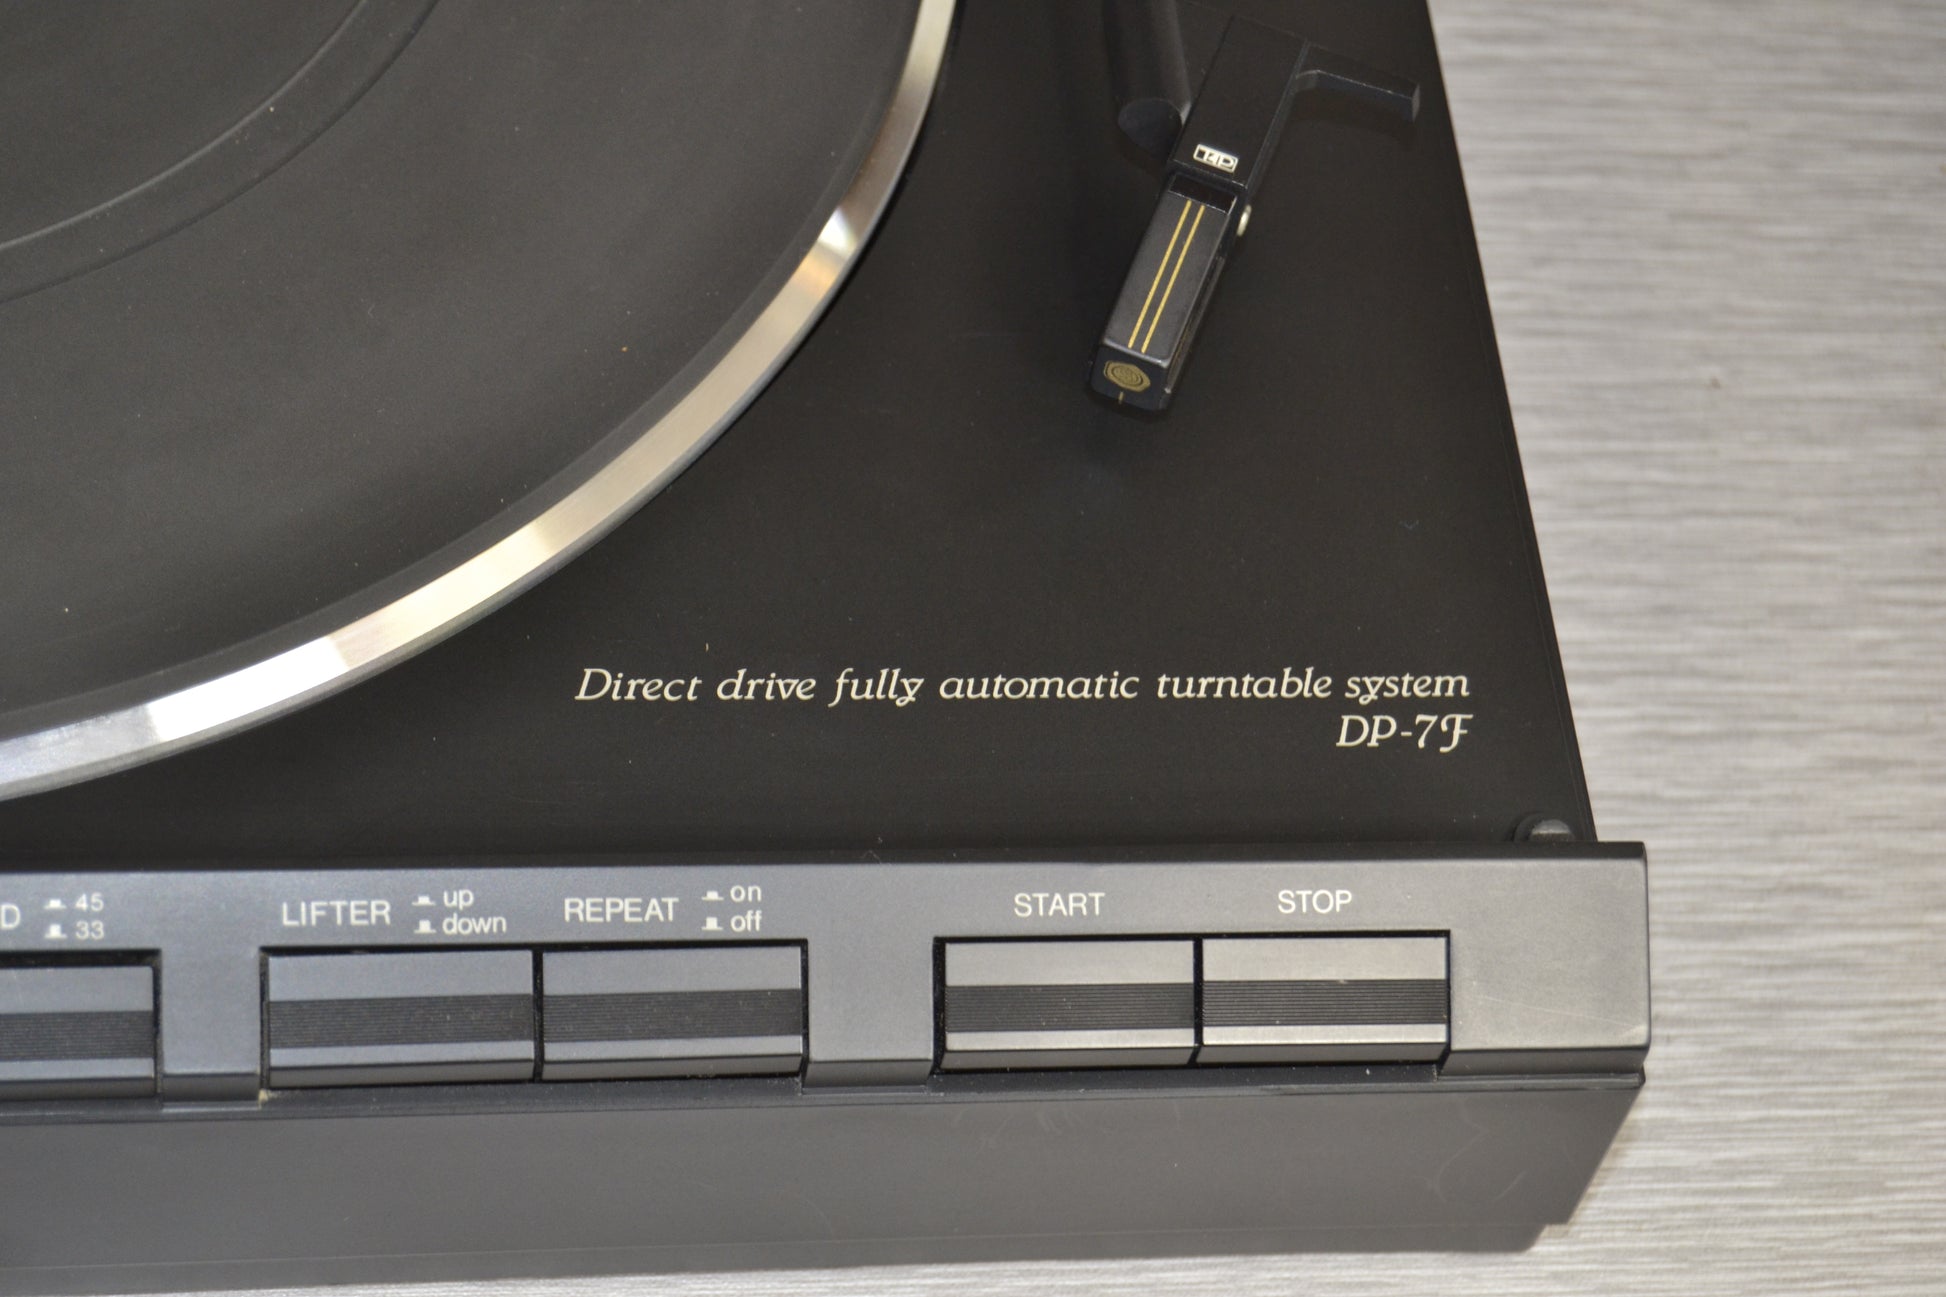 Direct drive fully automatic turntable system
DP-7F
D 45
33
LIFTER up
down
REPEAT on
off
START
STOP